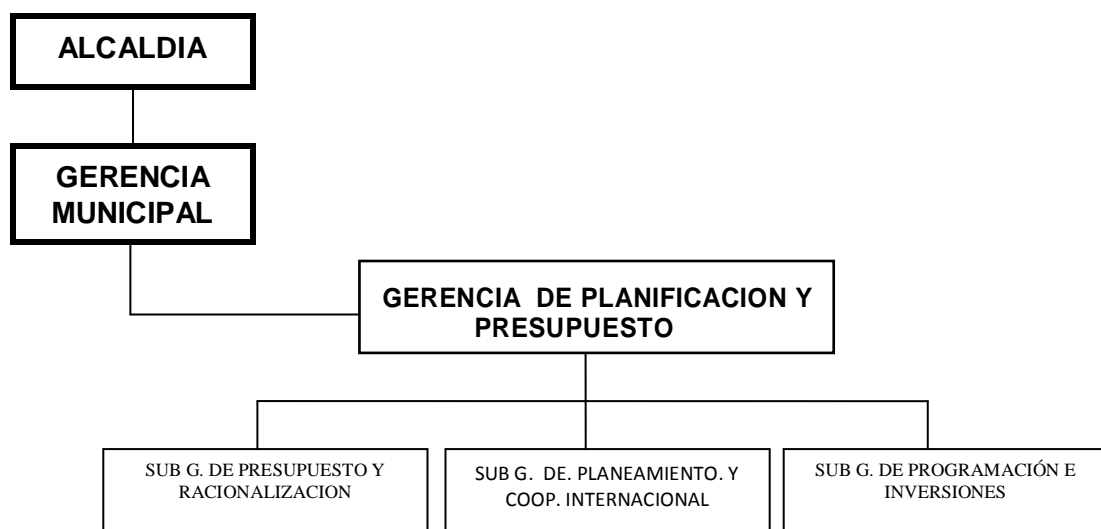 ALCALDIA
GERENCIA
MUNICIPAL
GERENCIA DE PLANIFICACION Y
PRESUPUESTO
SUB G. DE PRESUPUESTO Y
RACIONALIZACION
SUB G. DE. PLANEAMIENTO. Y
COOP. INTERNACIONAL
SUB G. DE PROGRAMACIÓN E
INVERSIONES